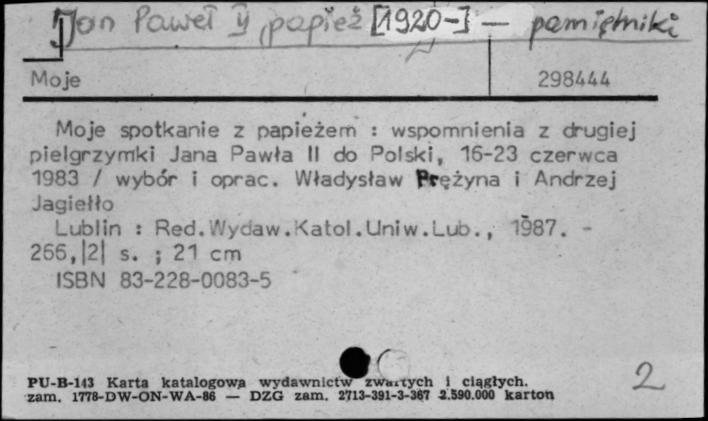 Jan Paweł II, papież [1920-] — pamiętniki
Moje 298444
Moje spotkanie z papieżem : wspomnienia z drugiej
pielgrzymki Jana Pawła II do Polski, 16-23 czerwca
1983 / wybór i oprac. Władysław Prężyna i Andrzej
Jagiełło
Lublin : Red.Wydaw.Katol.Uniw.Lub., 1987. -
266,|2| s. ; 21 cm
ISBN 83-228-0083-5
PU-B-143 Karta katalogowa wydawnictw zwartych i ciągłych.
zam. 1778-DW-ON-WA-86 — DZG zam. 2713-391-3-367 2.590.000 karton
2